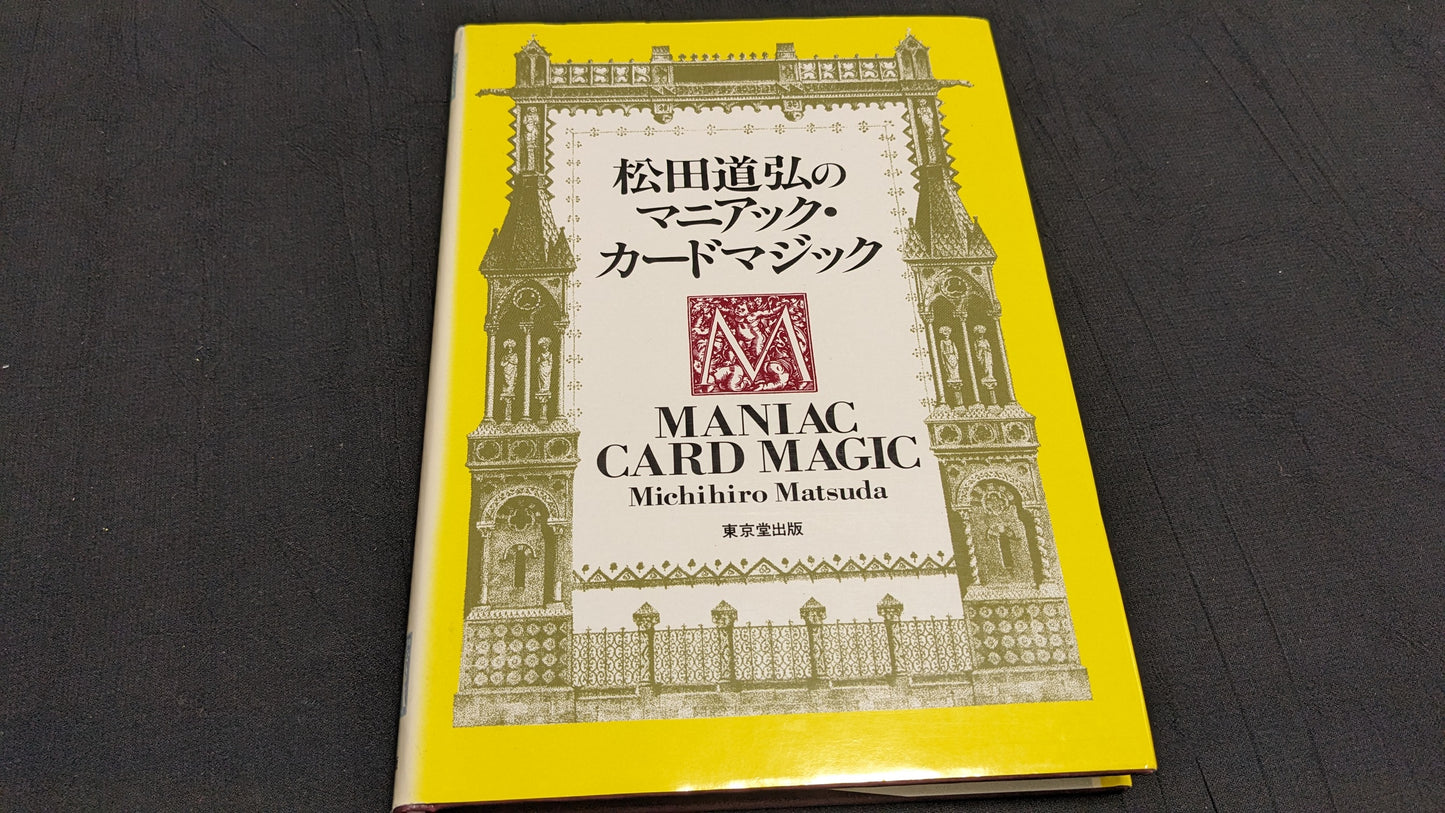 松田道弘の
マニアック・
カードマジック
M
MANIAC
CARD MAGIC
Michihiro Matsuda
東京堂出版